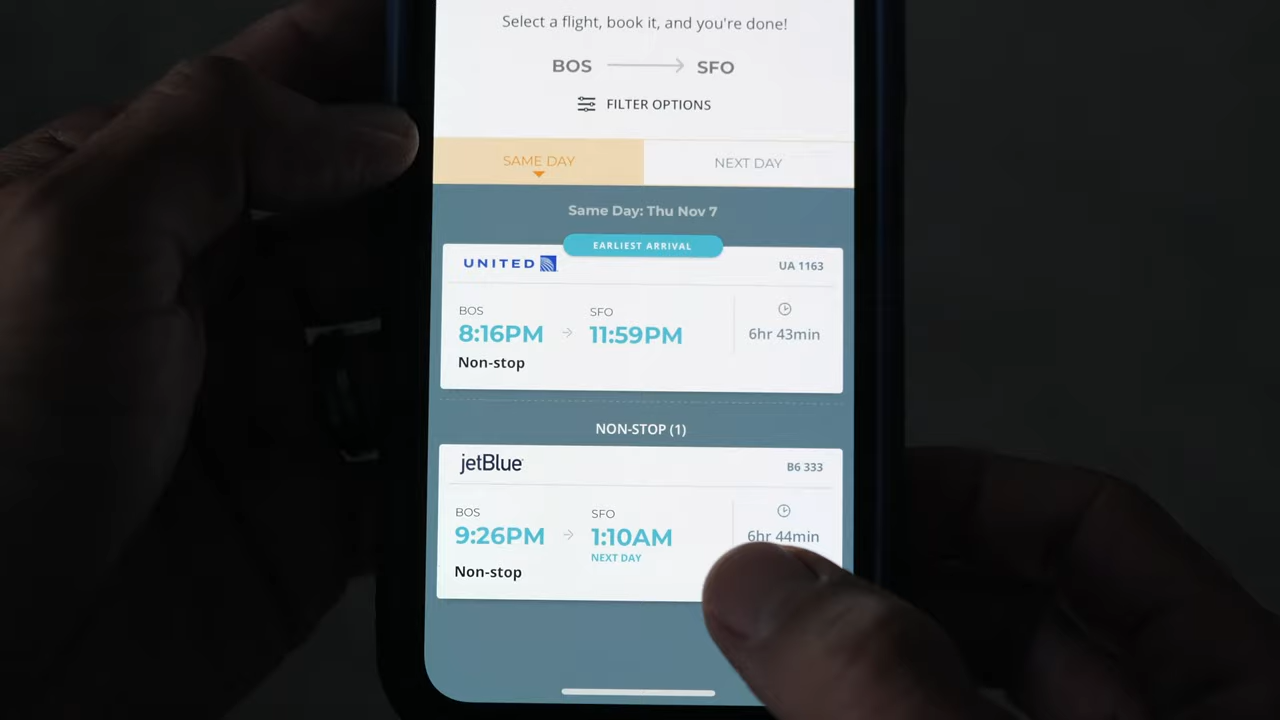 Select a flight, book it, and you're done!
BOS SFO
FILTER OPTIONS
SAME DAY NEXT DAY
Same Day: Thu Nov 7
EARLIEST ARRIVAL
UNITED UA 1163
BOS SFO
8:16PM 11:59PM 6hr 43min
Non-stop
NON-STOP (1)
jetBlue B6 333
BOS SFO
9:26PM 1:10AM 6hr 44min
NEXT DAY
Non-stop